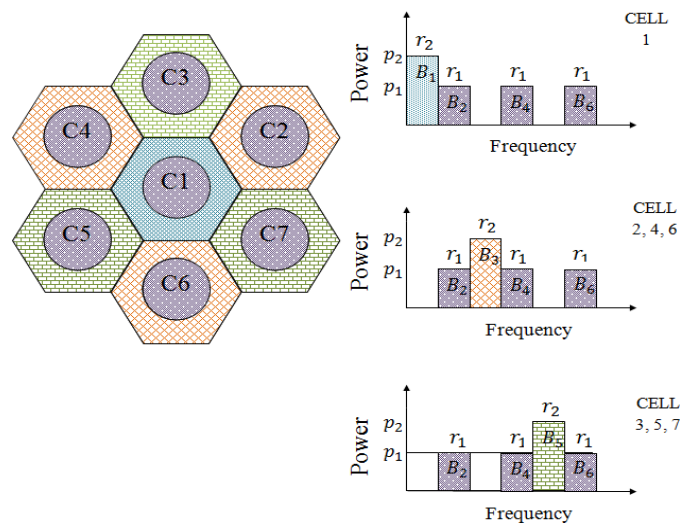 C3
C4
C2
C1
C5
C7
C6
CELL
1
Power
p₂
p₁
r₂
B₁
r₁
B₂
r₁
B₄
r₁
B₆
Frequency
CELL
2, 4, 6
Power
p₂
p₁
r₁
B₂
r₂
B₃
r₁
B₄
r₁
B₆
Frequency
CELL
3, 5, 7
Power
p₂
p₁
r₁
B₂
r₁
B₄
r₂
B₅
r₁
B₆
Frequency